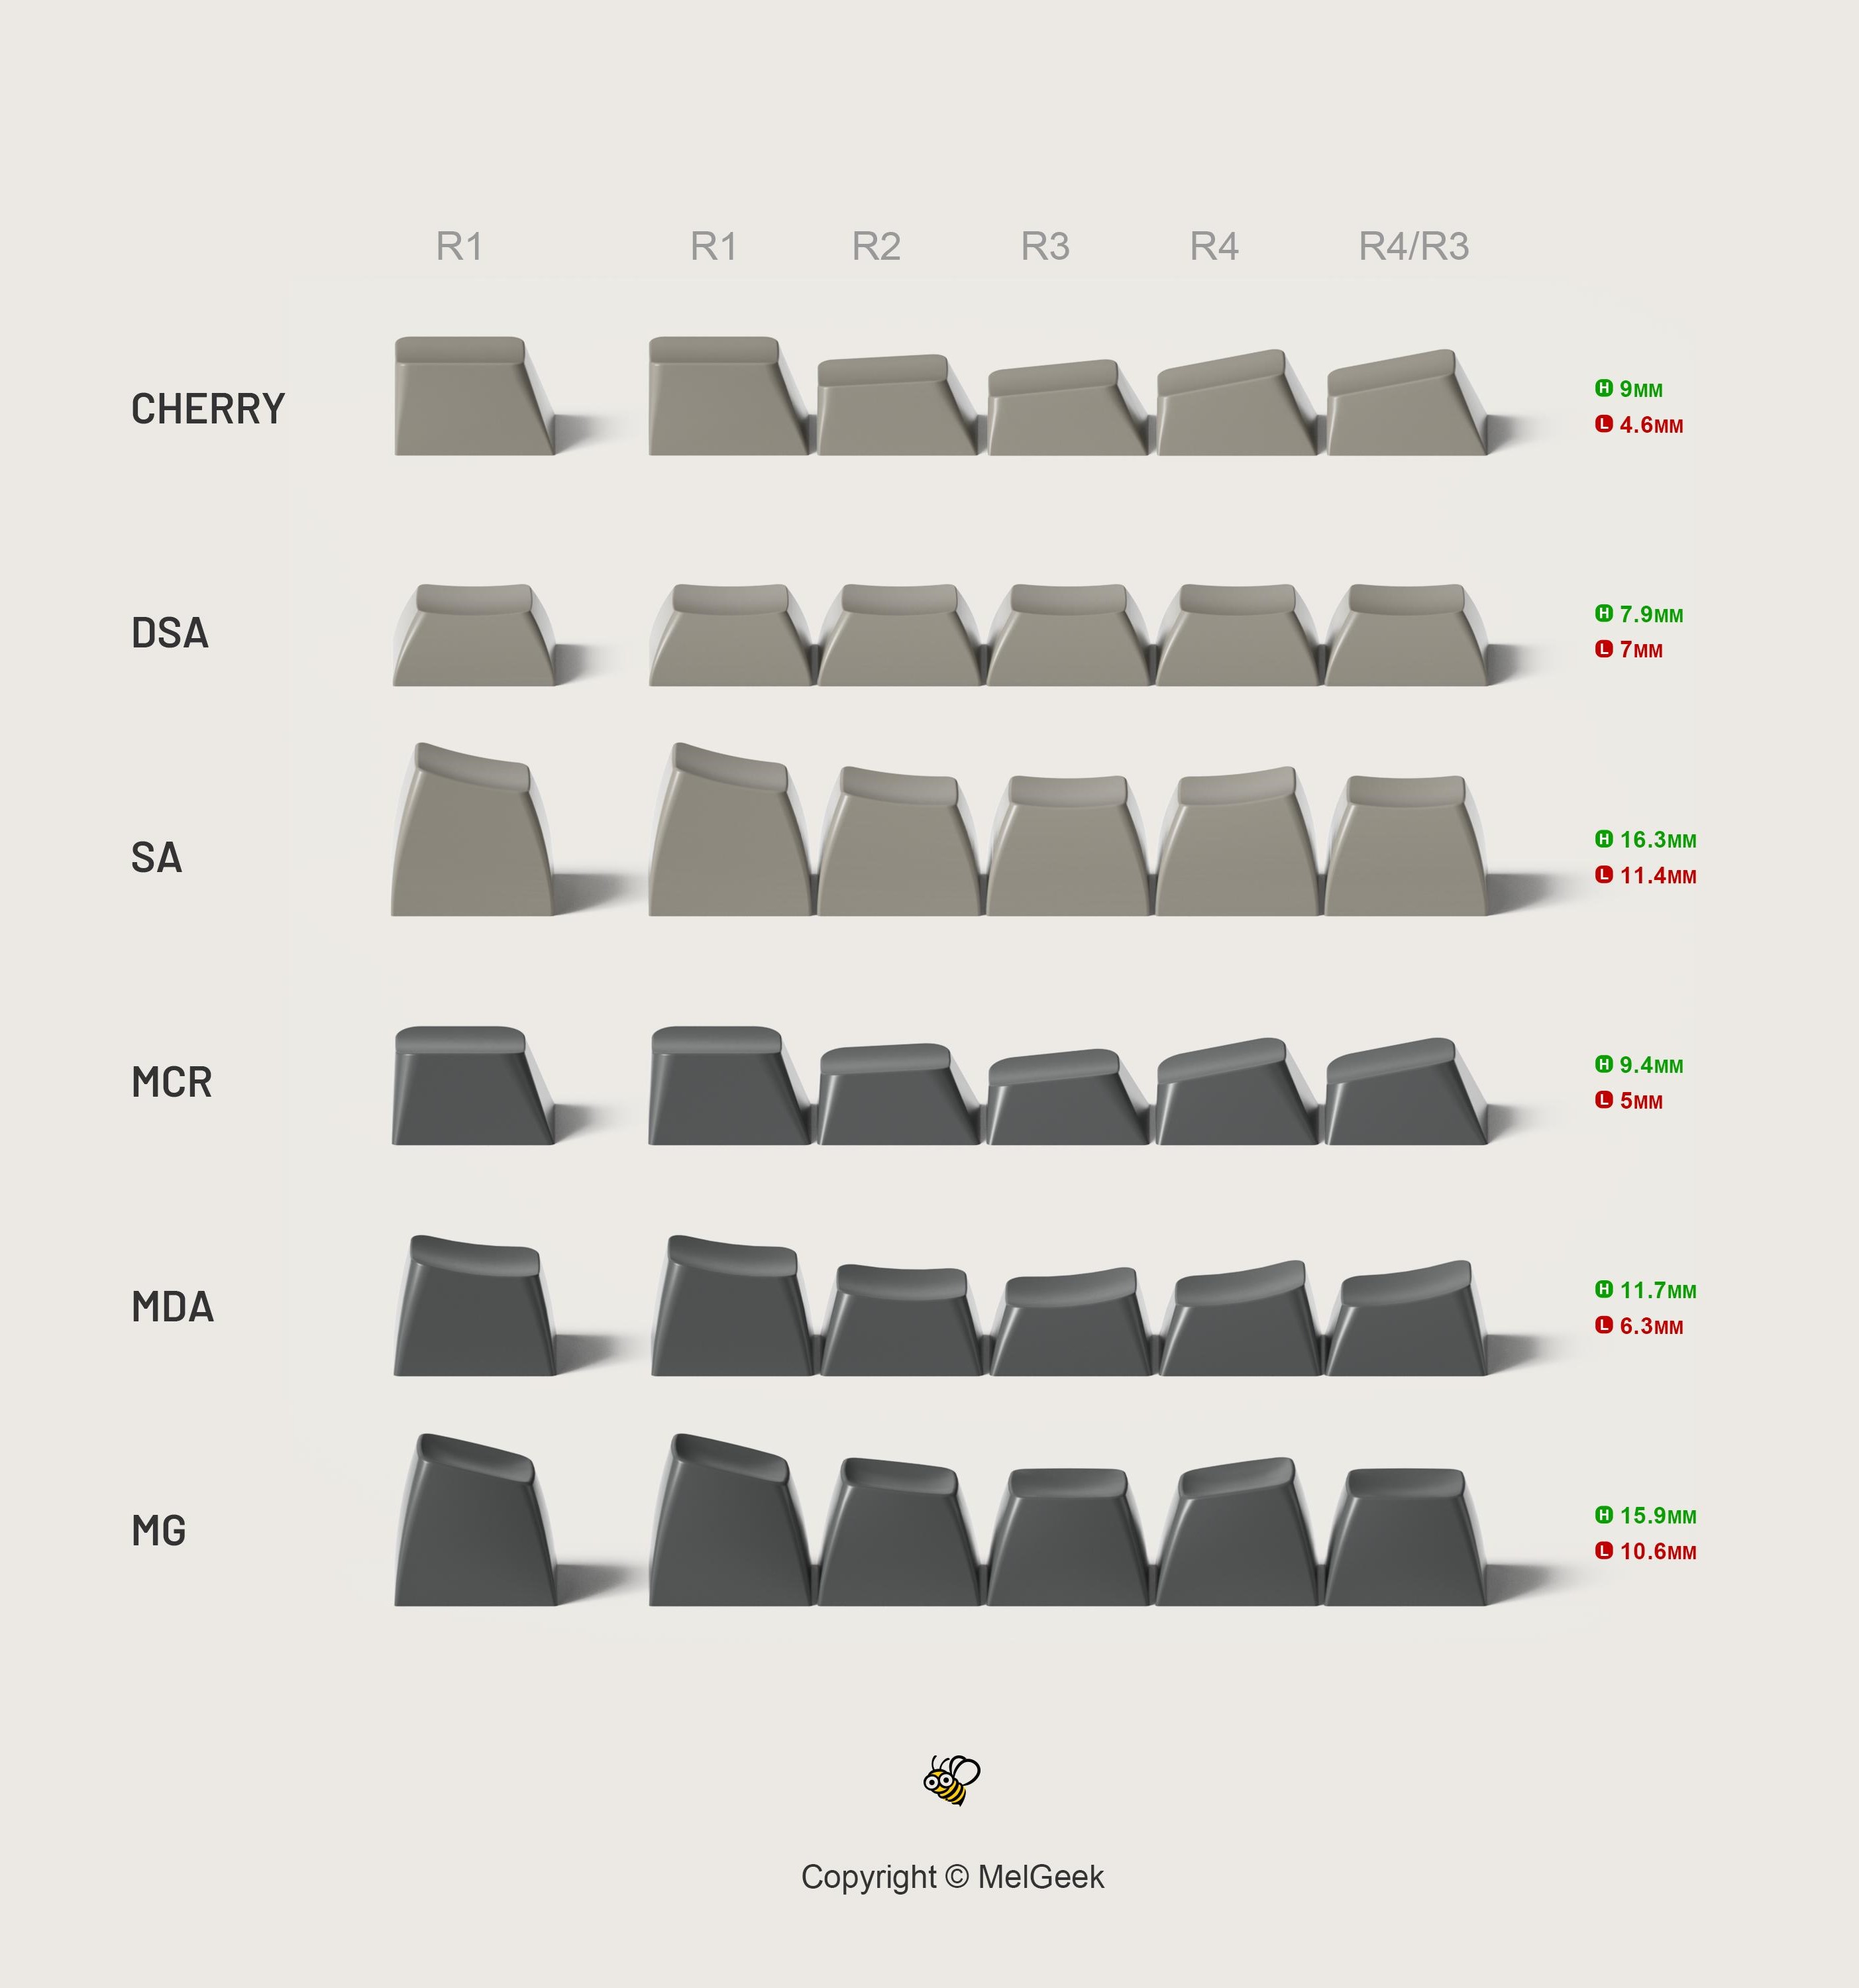 R1 R1 R2 R3 R4 R4/R3
CHERRY
H 9MM
L 4.6MM
DSA
H 7.9MM
L 7MM
SA
H 16.3MM
L 11.4MM
MCR
H 9.4MM
L 5MM
MDA
H 11.7MM
L 6.3MM
MG
H 15.9MM
L 10.6MM
Copyright © MelGeek